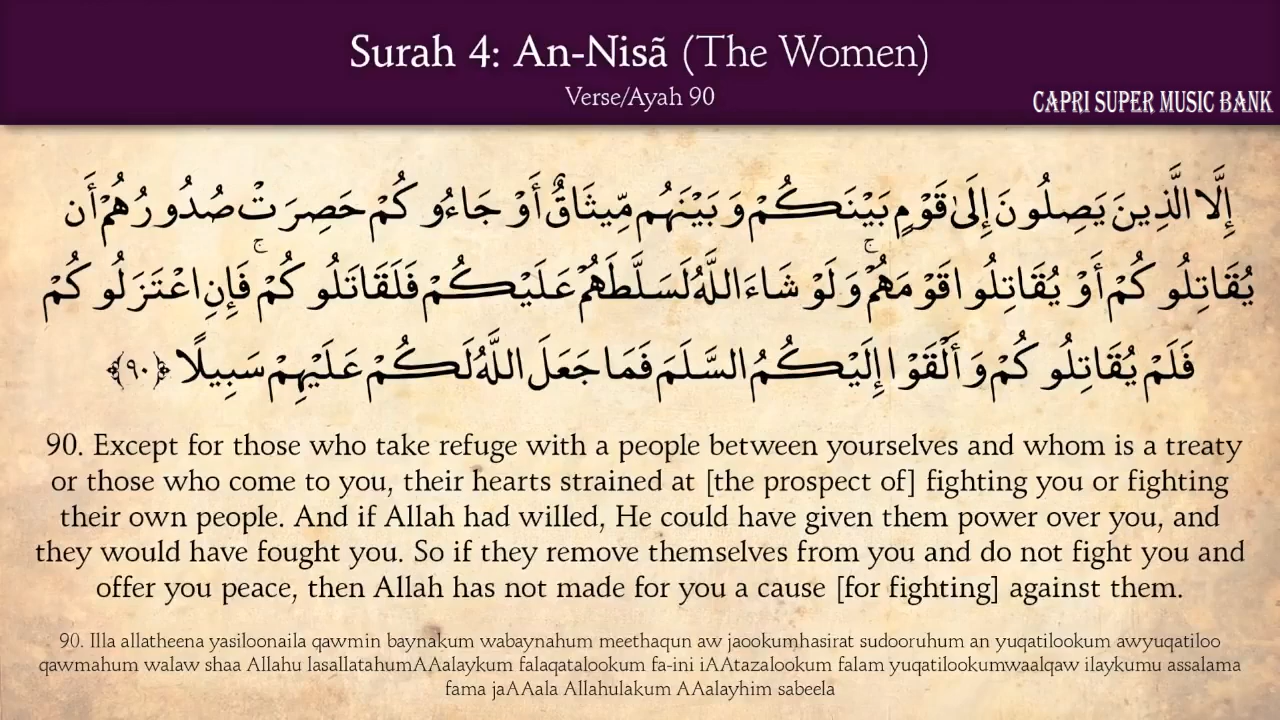 Surah 4: An-Nisã (The Women)
Verse/Ayah 90
CAPRI SUPER MUSIC BANK
إِلَّا الَّذِينَ يَصِلُونَ إِلَىٰ قَوْمٍ بَيْنَكُمْ وَبَيْنَهُم مِّيثَاقٌ أَوْ جَاءُوكُمْ حَصِرَتْ صُدُورُهُمْ أَن
يُقَاتِلُوكُمْ أَوْ يُقَاتِلُوا قَوْمَهُمْ ۚ وَلَوْ شَاءَ اللَّهُ لَسَلَّطَهُمْ عَلَيْكُمْ فَلَقَاتَلُوكُمْ ۚ فَإِنِ اعْتَزَلُوكُمْ
فَلَمْ يُقَاتِلُوكُمْ وَأَلْقَوْا إِلَيْكُمُ السَّلَمَ فَمَا جَعَلَ اللَّهُ لَكُمْ عَلَيْهِمْ سَبِيلًا ﴿٩٠﴾
90. Except for those who take refuge with a people between yourselves and whom is a treaty
or those who come to you, their hearts strained at [the prospect of] fighting you or fighting
their own people. And if Allah had willed, He could have given them power over you, and
they would have fought you. So if they remove themselves from you and do not fight you and
offer you peace, then Allah has not made for you a cause [for fighting] against them.
90. Illa allatheena yasiloonaila qawmin baynakum wabaynahum meethaqun aw jaookumhasirat sudooruhum an yuqatilookum awyuqatiloo
qawmahum walaw shaa Allahu lasallatahumAAalaykum falaqatalookum fa-ini iAAtazalookum falam yuqatilookumwaalqaw ilaykumu assalama
fama jaAAala Allahulakum AAalayhim sabeela